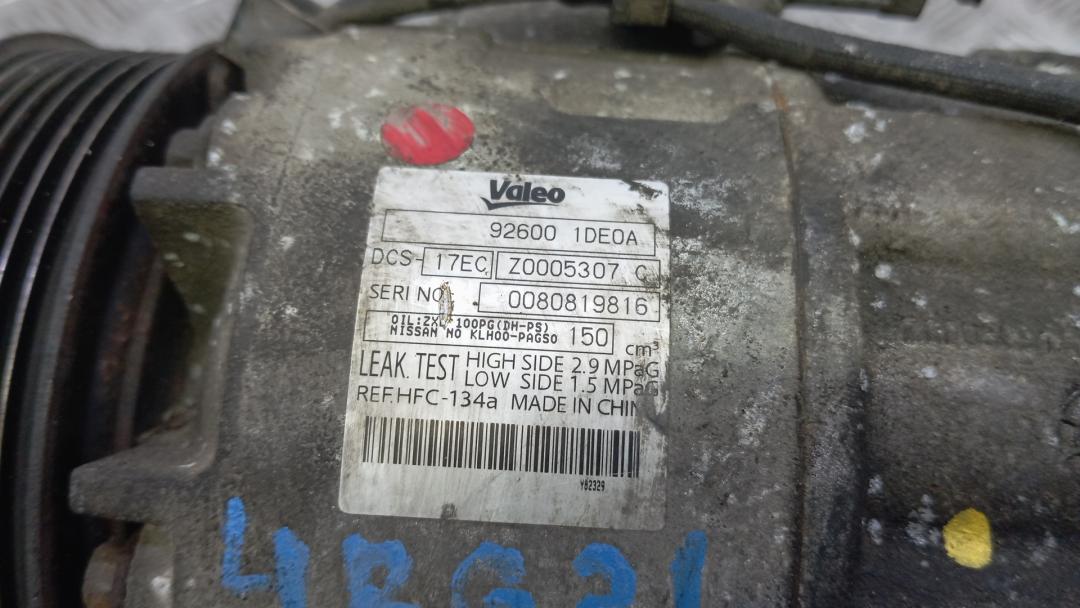 Valeo
92600 1DE0A
DCS-17EC Z0005307 C
SERI NO. 0080819816
OIL:ZXL 100PG(DH-PS)
NISSAN NO KLH00-PAGS0 150 cm³
LEAK. TEST HIGH SIDE 2.9 MPaG
LOW SIDE 1.5 MPaG
REF.HFC-134a MADE IN CHIN
Y82329